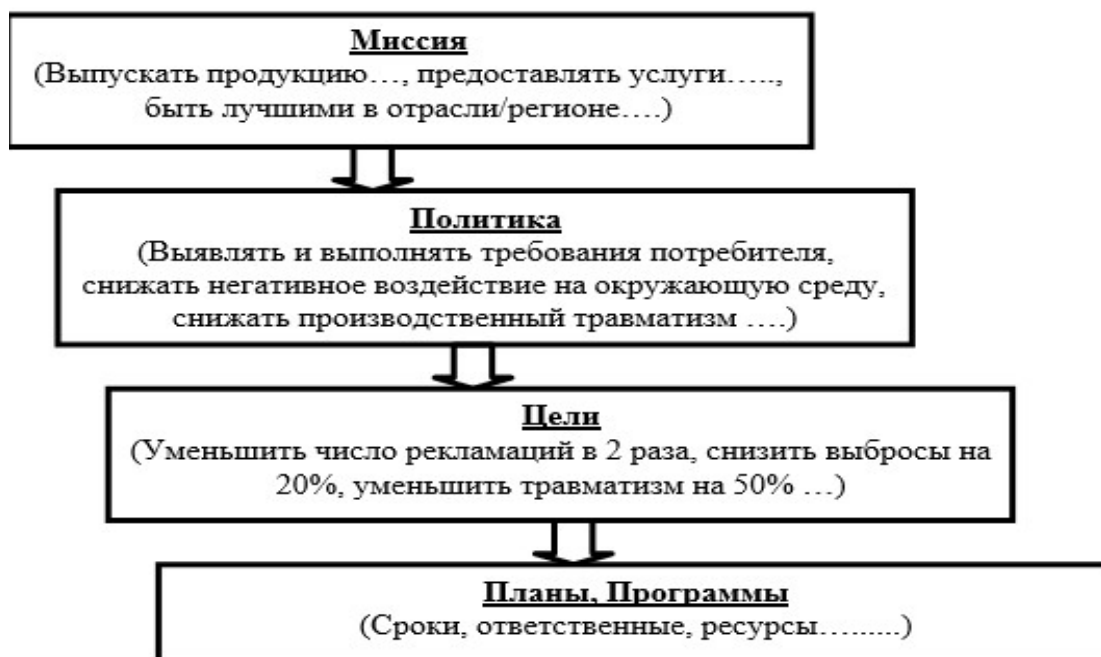 Миссия
(Выпускать продукцию…, предоставлять услуги…..,
быть лучшими в отрасли/регионе….)
Политика
(Выявлять и выполнять требования потребителя,
снижать негативное воздействие на окружающую среду,
снижать производственный травматизм ….)
Цели
(Уменьшить число рекламаций в 2 раза, снизить выбросы на
20%, уменьшить травматизм на 50% …)
Планы, Программы
(Сроки, ответственные, ресурсы….......)